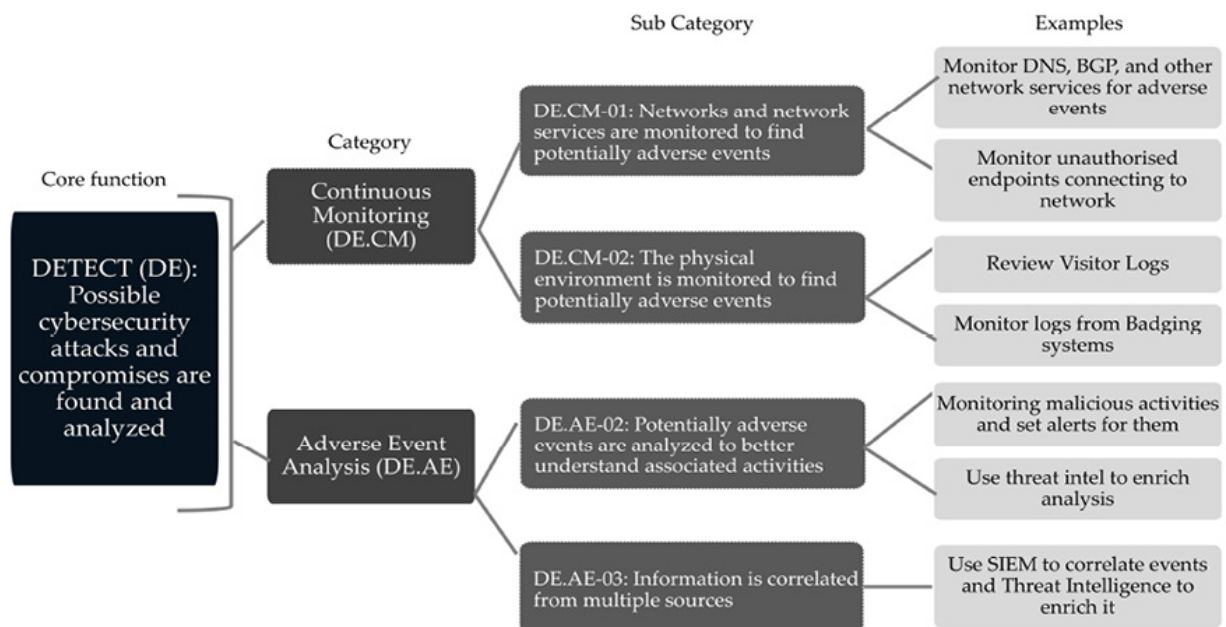 Core function
DETECT (DE):
Possible
cybersecurity
attacks and
compromises are
found and
analyzed
Category
Continuous
Monitoring
(DE.CM)
Adverse Event
Analysis (DE.AE)
Sub Category
DE.CM-01: Networks and network
services are monitored to find
potentially adverse events
DE.CM-02: The physical
environment is monitored to find
potentially adverse events
DE.AE-02: Potentially adverse
events are analyzed to better
understand associated activities
DE.AE-03: Information is correlated
from multiple sources
Examples
Monitor DNS, BGP, and other
network services for adverse
events
Monitor unauthorised
endpoints connecting to
network
Review Visitor Logs
Monitor logs from Badging
systems
Monitoring malicious activities
and set alerts for them
Use threat intel to enrich
analysis
Use SIEM to correlate events
and Threat Intelligence to
enrich it